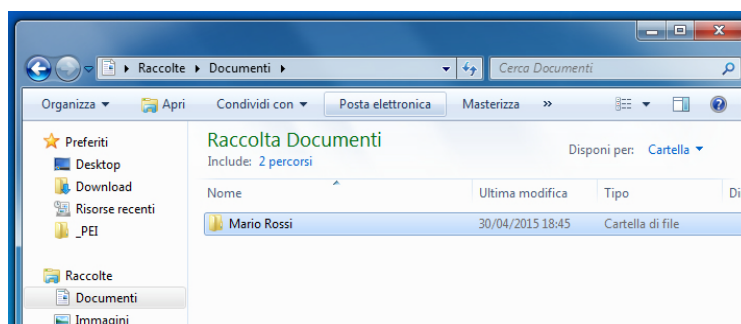 Raccolte Documenti
Cerca Documenti
Organizza Apri Condividi con Posta elettronica Masterizza »
Preferiti
Desktop
Download
Risorse recenti
_PEI
Raccolte
Documenti
Immagini
Raccolta Documenti
Include: 2 percorsi
Disponi per: Cartella
Nome Ultima modifica Tipo Di
Mario Rossi 30/04/2015 18:45 Cartella di file